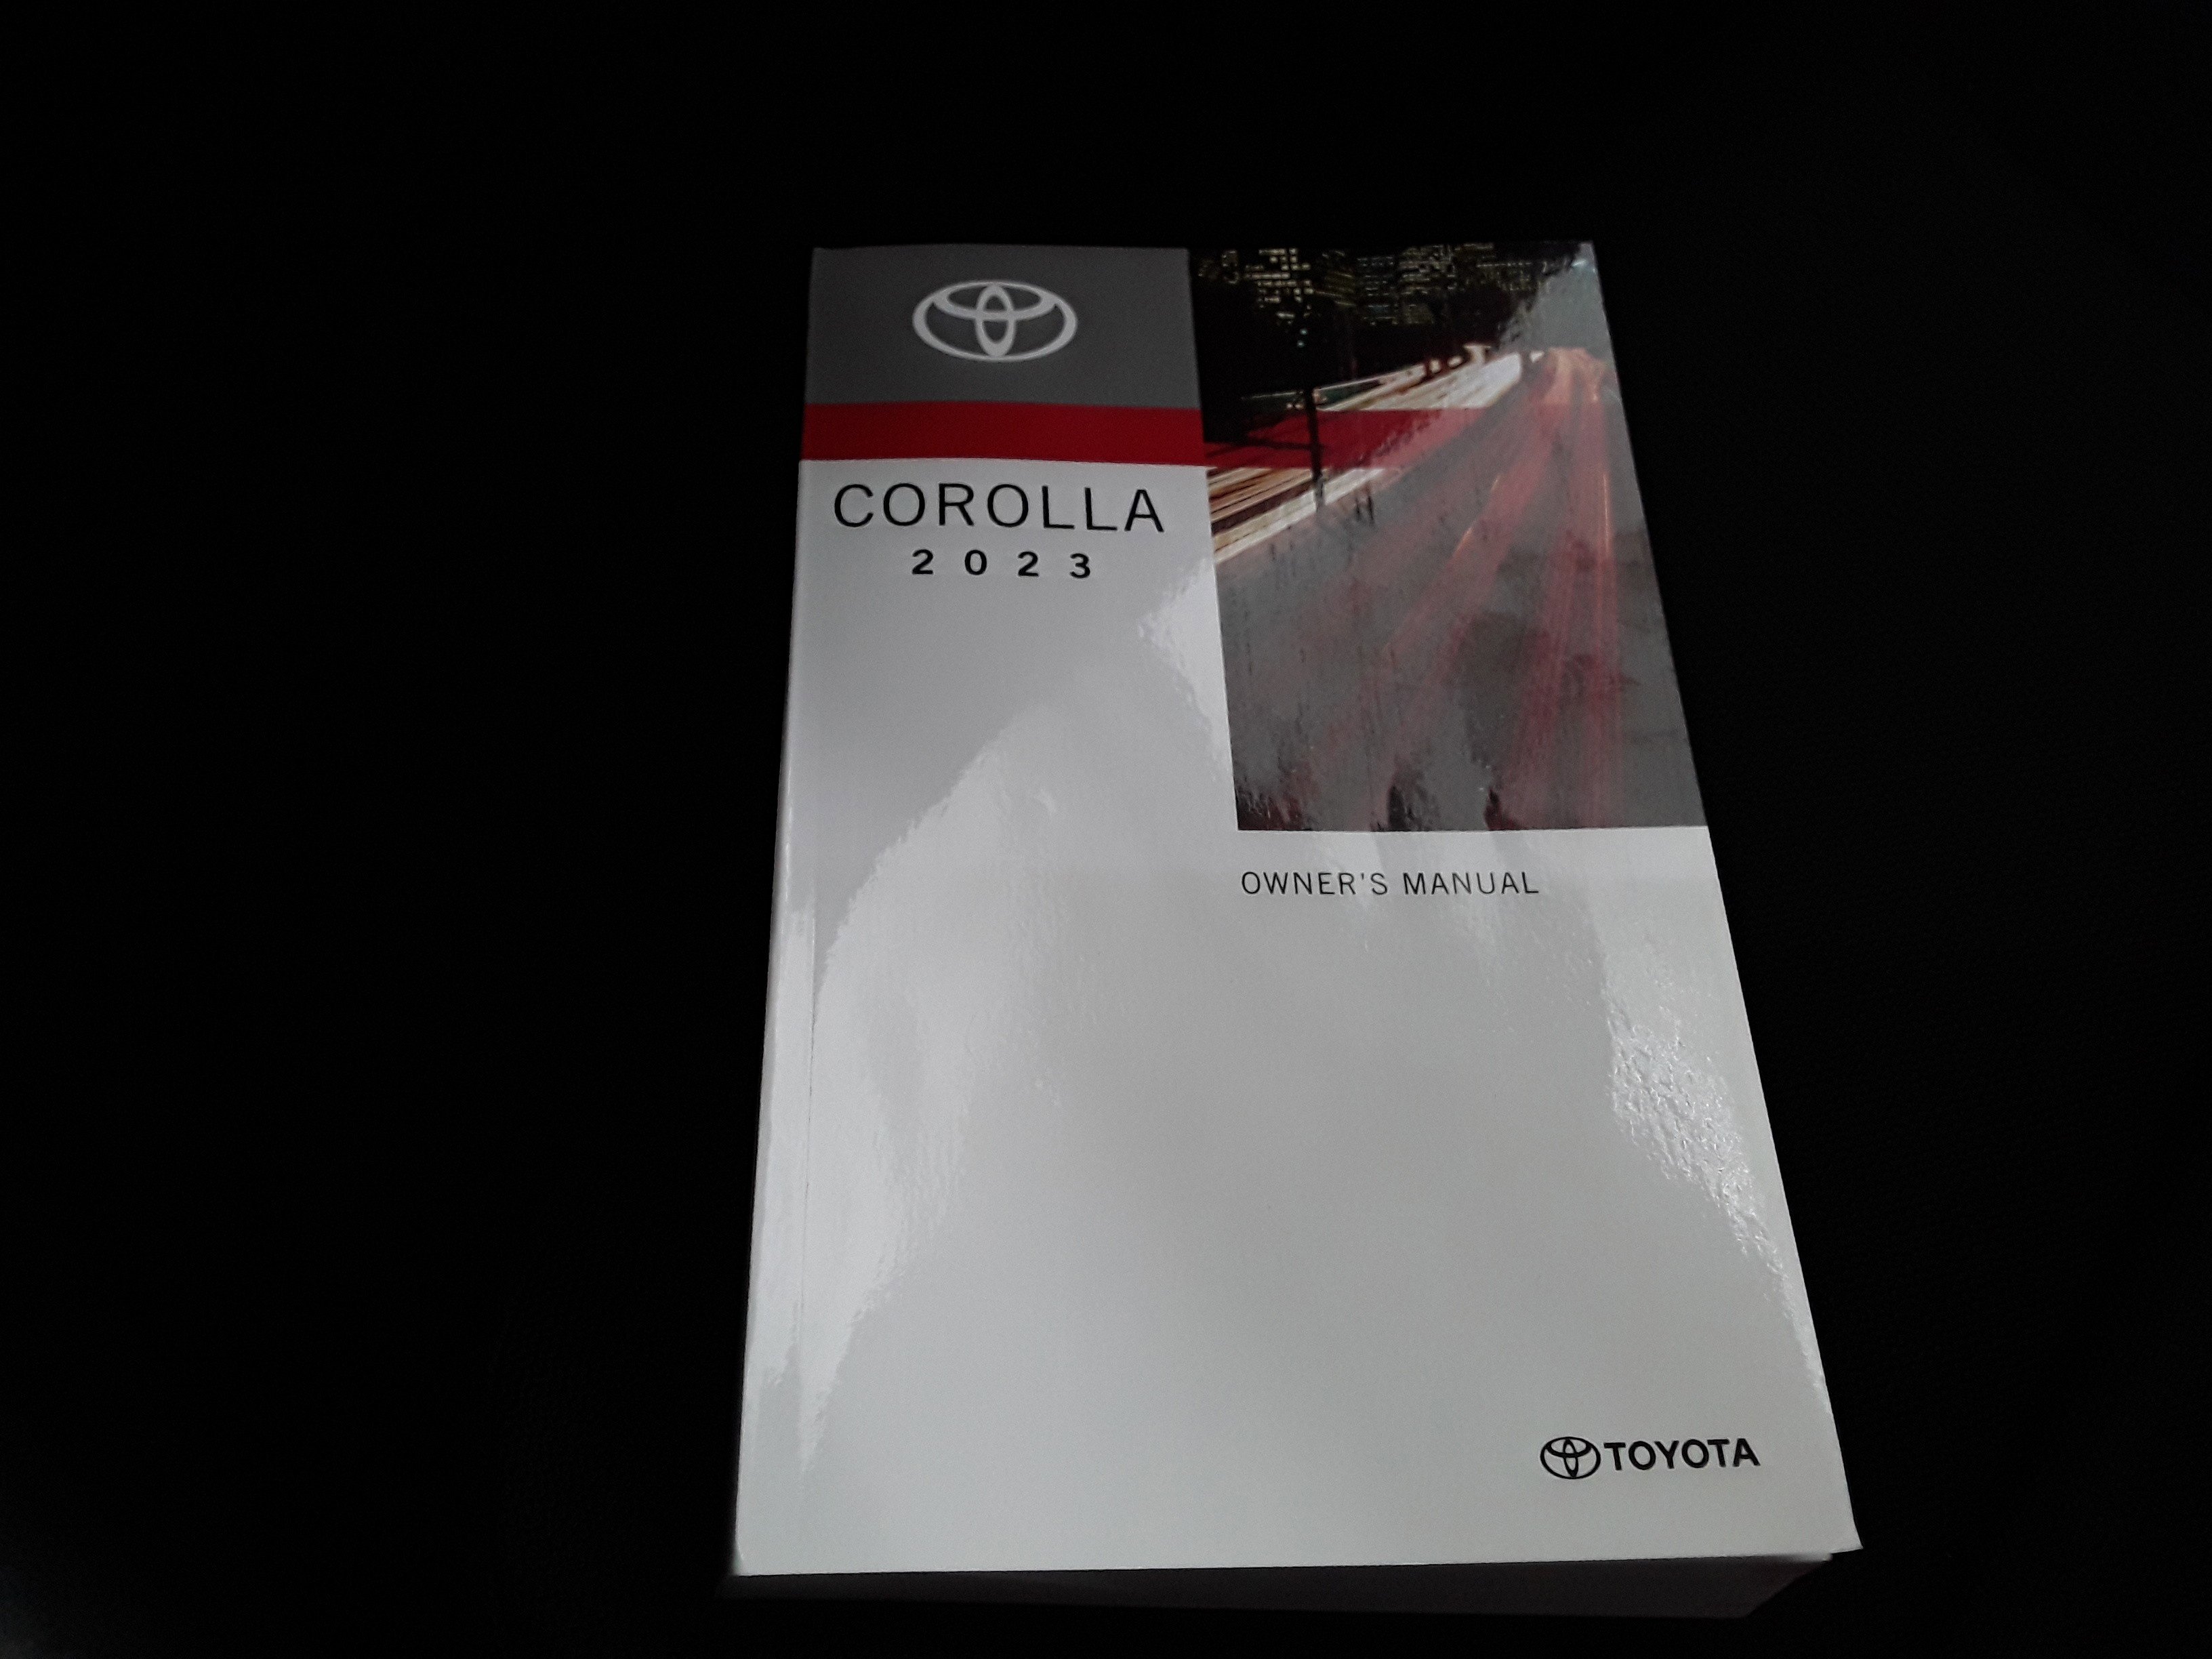 COROLLA
2023
OWNER'S MANUAL
TOYOTA